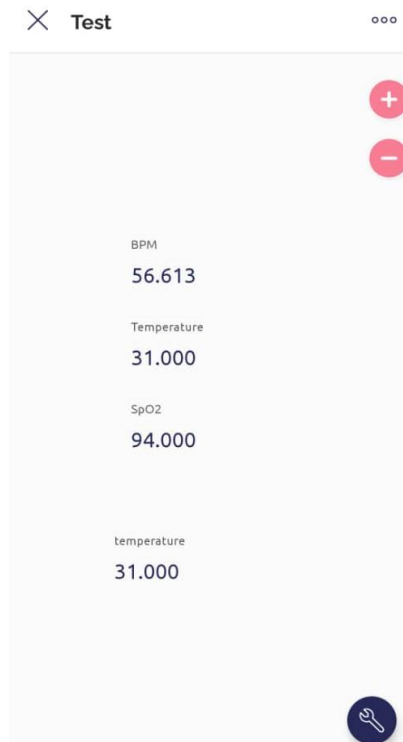 Test
BPM
56.613
Temperature
31.000
SpO2
94.000
temperature
31.000